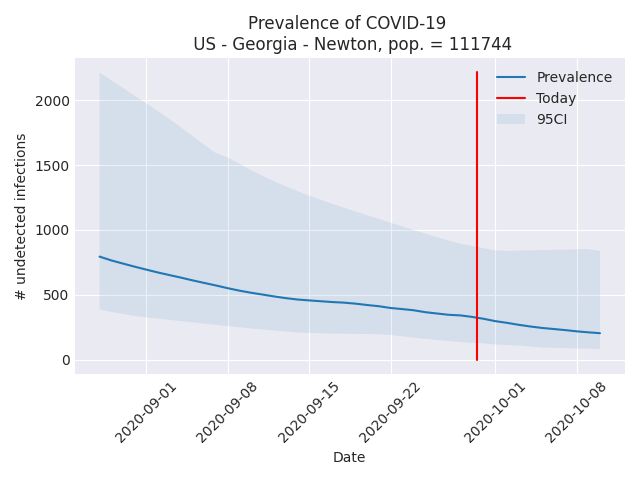 Prevalence of COVID-19
US - Georgia - Newton, pop. = 111744
Prevalence
Today
95CI
# undetected infections
2000
1500
1000
500
0
2020-09-01
2020-09-08
2020-09-15
2020-09-22
2020-10-01
2020-10-08
Date